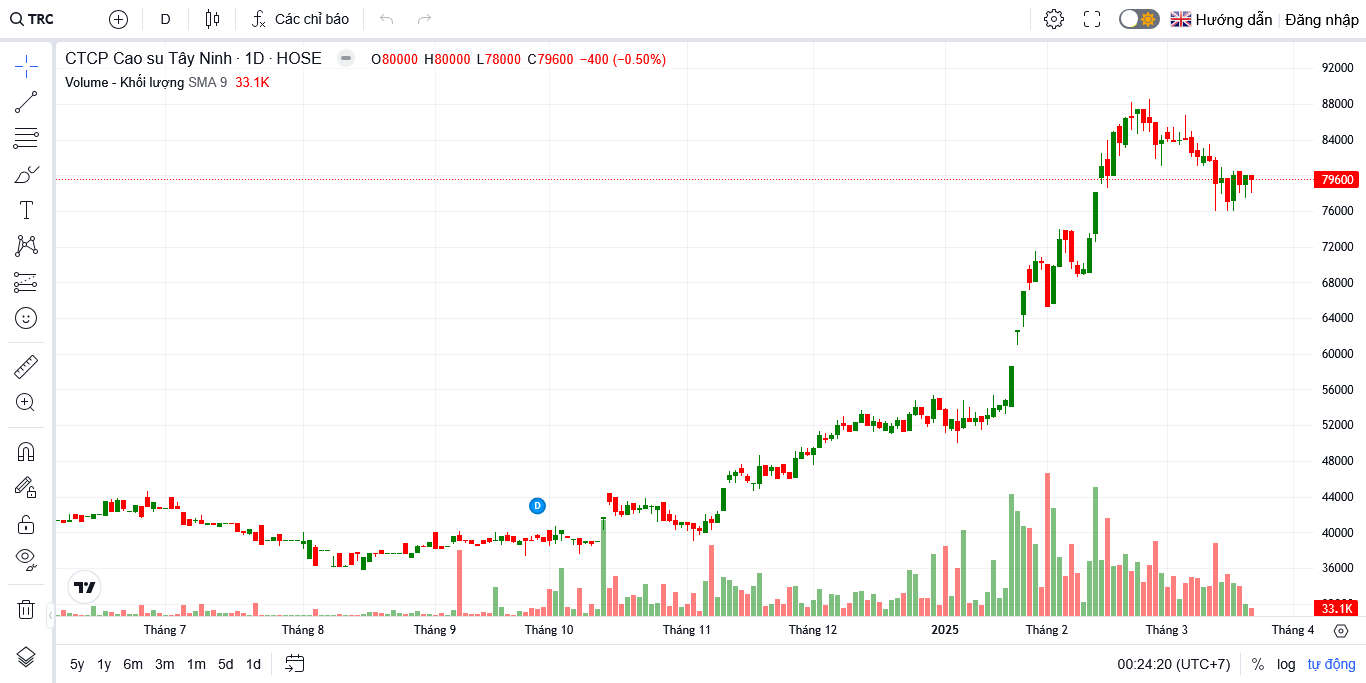 TRC D Các chỉ báo Hướng dẫn Đăng nhập
CTCP Cao su Tây Ninh · 1D · HOSE O80000 H80000 L78000 C79600 −400 (−0.50%)
Volume - Khối lượng SMA 9 33.1K
92000
88000
84000
79600
76000
72000
68000
64000
60000
56000
52000
48000
44000
D
40000
36000
33.1K
Tháng 7 Tháng 8 Tháng 9 Tháng 10 Tháng 11 Tháng 12 2025 Tháng 2 Tháng 3 Tháng 4
5y 1y 6m 3m 1m 5d 1d 00:24:20 (UTC+7) % log tự động